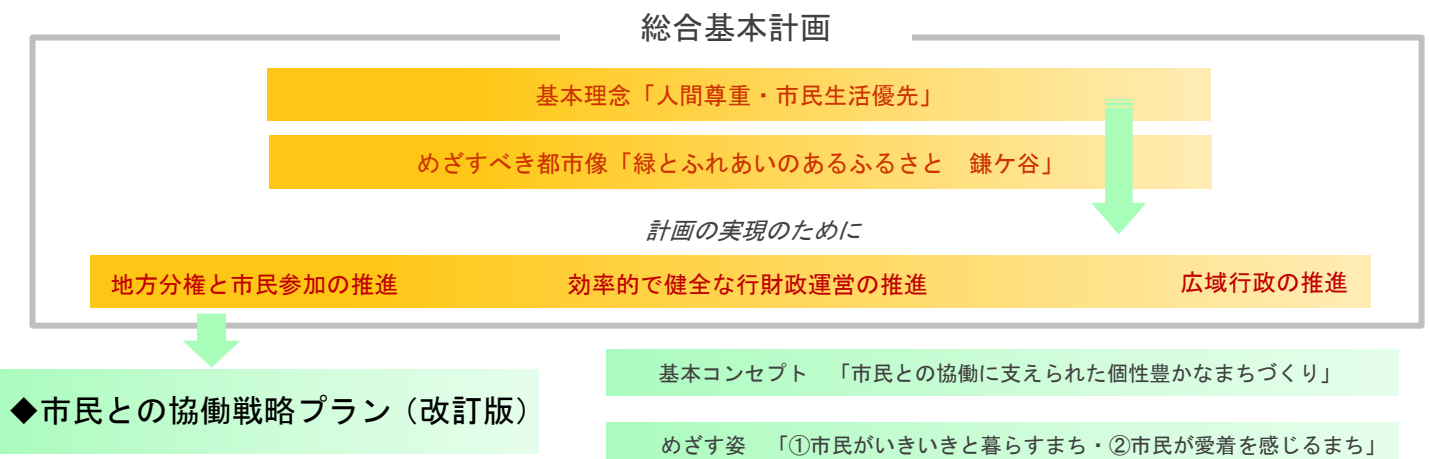 総合基本計画
基本理念「人間尊重・市民生活優先」
めざすべき都市像「緑とふれあいのあるふるさと　鎌ケ谷」
計画の実現のために
地方分権と市民参加の推進
効率的で健全な行財政運営の推進
広域行政の推進
◆市民との協働戦略プラン（改訂版）
基本コンセプト　「市民との協働に支えられた個性豊かなまちづくり」
めざす姿　「①市民がいきいきと暮らすまち・②市民が愛着を感じるまち」